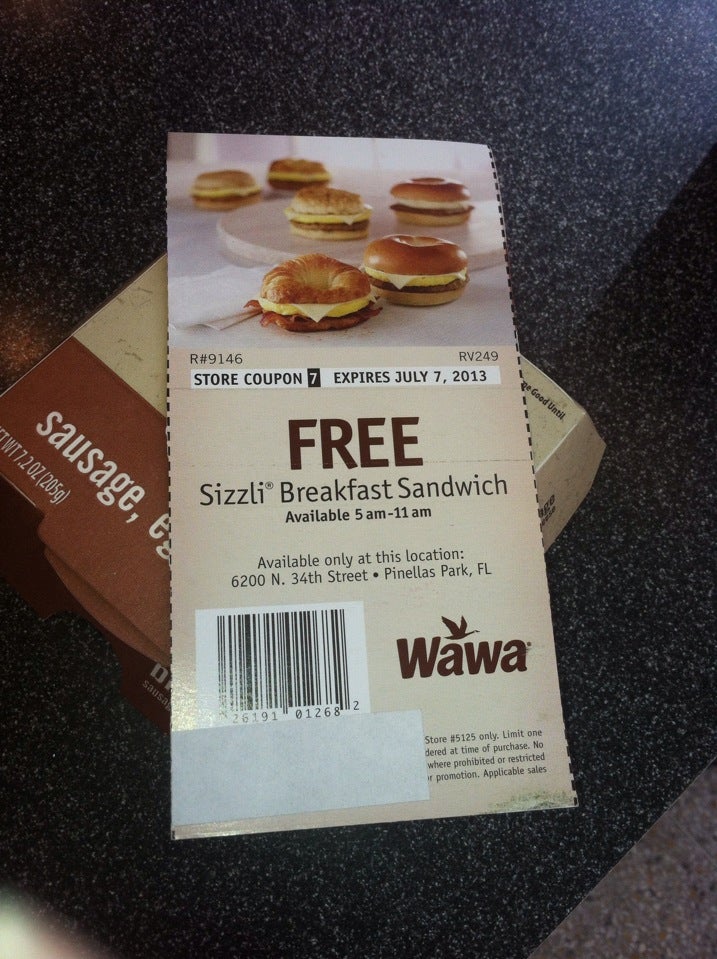 R#9146 RV249
STORE COUPON 7 EXPIRES JULY 7, 2013
FREE
Sizzli® Breakfast Sandwich
Available 5 am-11 am
Available only at this location:
6200 N. 34th Street • Pinellas Park, FL
Wawa
26191 01268 2
Store #5125 only. Limit one
at time of purchase. No
where prohibited or restricted
promotion. Applicable sales
sausage,
NET WT 7.2 OZ (205g)
Good Until